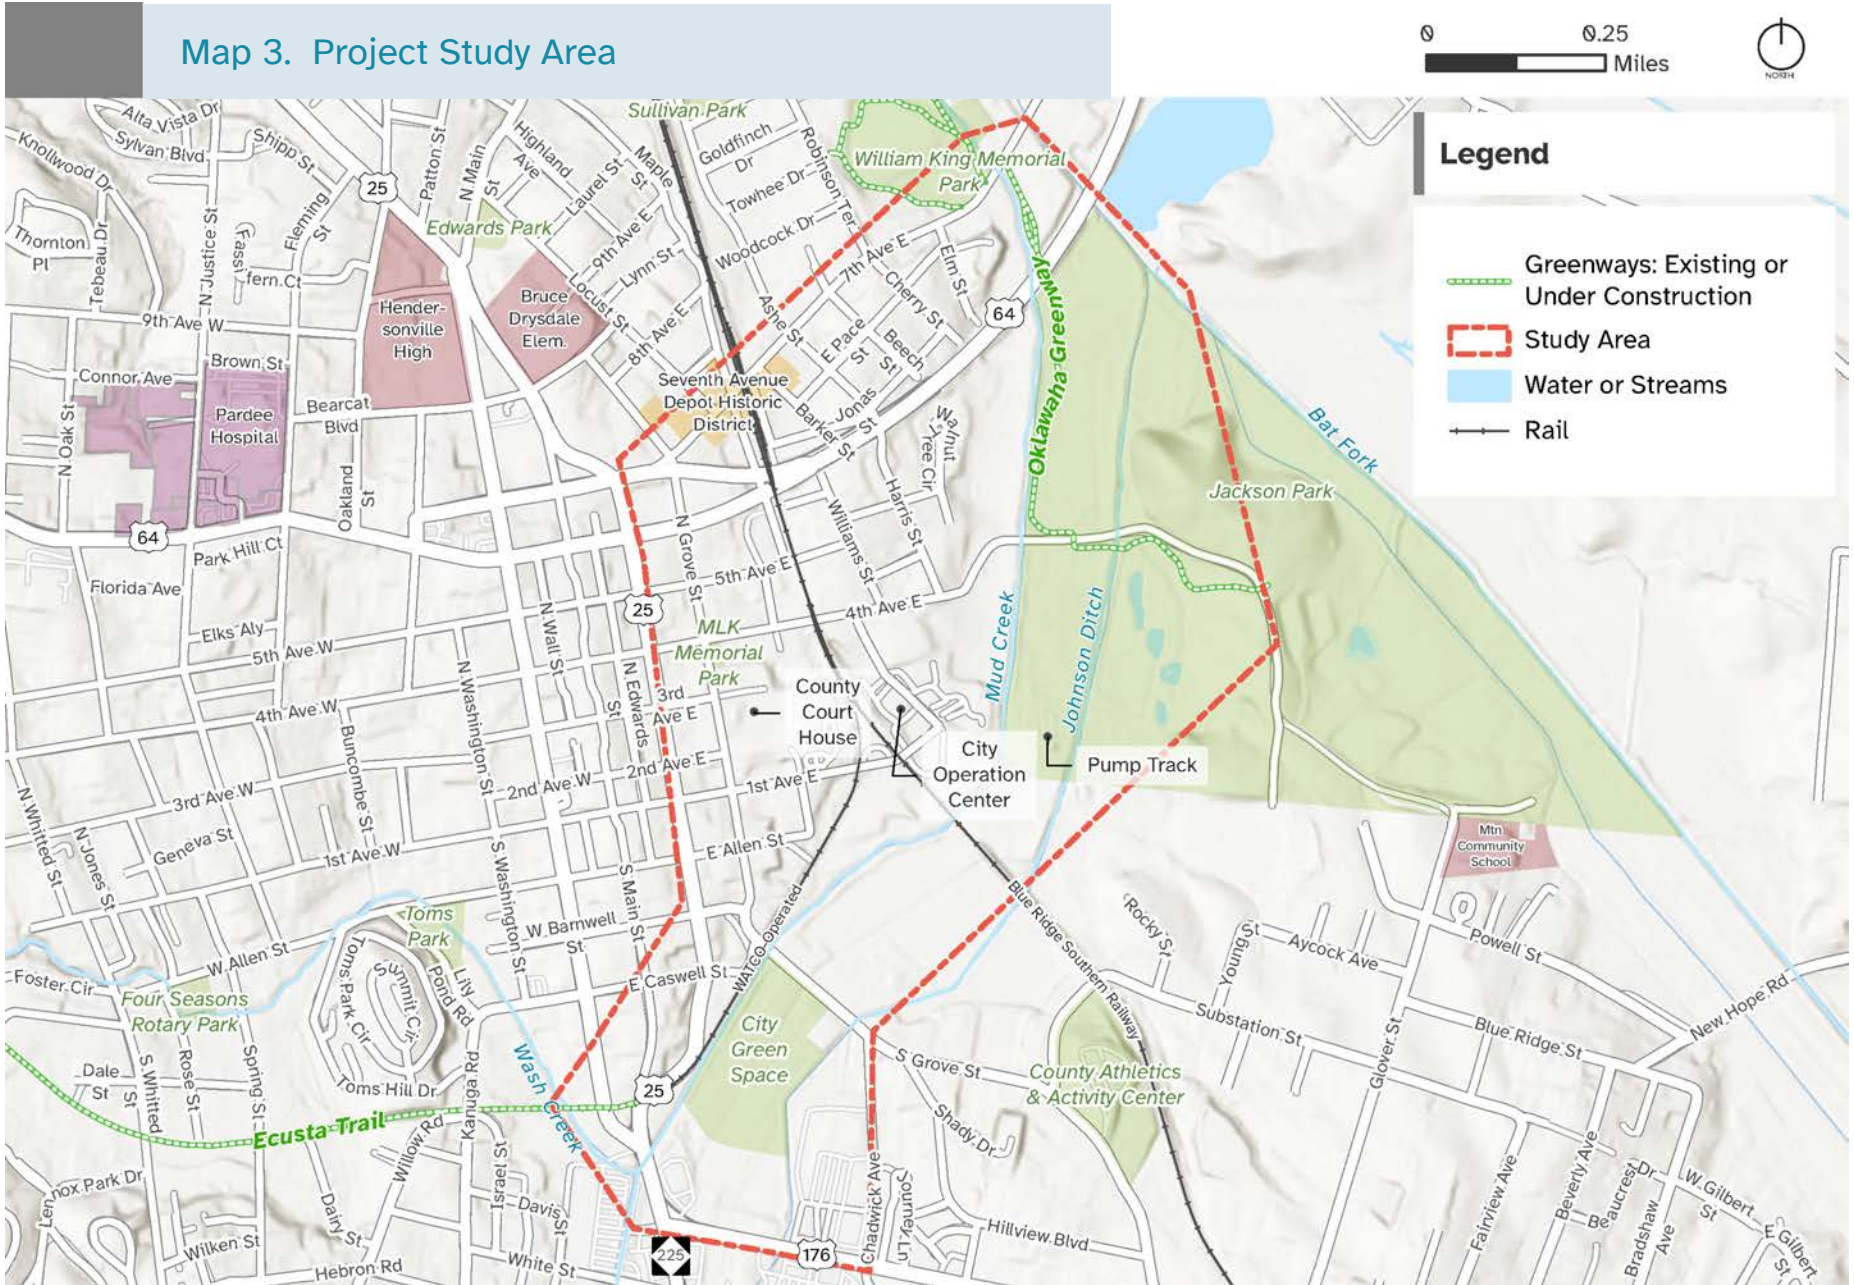 Map 3.  Project Study Area
0
0.25
Miles
NORTH
Legend
Greenways: Existing or
Under Construction
Study Area
Water or Streams
Rail
Sullivan Park
Alta Vista Dr
Sylvan Blvd
Shipp St
Knollwood Dr
25
Patton St
N Main
St
Highland
Ave
Laurel St
Maple
St
Goldfinch
Dr
Robinson Ter
Towhee Dr
Woodcock Dr
William King Memorial
Park
Edwards Park
Thornton
Pl
Tebeau Dr
N Justice St
Fassi
fern Ct
Fleming
St
9th Ave E
Lynn St
Locust St
8th Ave E
7th Ave E
Elm St
Cherry St
Ashe St
E Pace
St
Beech
St
64
Oklawaha Greenway
Hender-
sonville
High
Bruce
Drysdale
Elem.
9th Ave W
Brown St
Connor Ave
Pardee
Hospital
Bearcat
Blvd
N Oak St
Oakland
St
Seventh Avenue
Depot Historic
District
Barker St
Jonas
St
Walnut
Tree Cir
Harris St
Williams St
Bat Fork
Jackson Park
64
Park Hill Ct
Florida Ave
N Grove St
5th Ave E
4th Ave E
25
Elks Aly
5th Ave W
4th Ave W
N Wall St
St
N Washington St
N Edwards
MLK
Memorial
Park
3rd
Ave E
Mud Creek
Johnson Ditch
County
Court
House
City
Operation
Center
Pump Track
2nd Ave E
2nd Ave W
1st Ave E
3rd Ave W
Buncombe St
N Whitted St
N Jones St
Geneva St
1st Ave W
S Washington St
S Main St
E Allen St
Mtn
Community
School
WATCO Operated
Blue Ridge Southern Railway
W Barnwell
St
Toms
Park
W Allen St
Toms Park Cir
Summit Cir
Lily
Pond Rd
E Caswell St
Rocky St
Young St
Aycock Ave
Powell St
Foster Cir
Four Seasons
Rotary Park
Substation St
Blue Ridge St
New Hope Rd
Glover St
City
Green
Space
S Grove St
County Athletics
& Activity Center
Dale
St
S Whitted
St
Rose St
Spring St
Toms Hill Dr
Kanuga Rd
Wash Creek
25
Ecusta Trail
Willow Rd
Israel St
Shady Dr
Chadwick Ave
Journey Ln
Lennox Park Dr
Dairy St
Davis
St
Wilken St
Hebron Rd
White St
225
176
Hillview Blvd
Fairview Ave
Beverly Ave
Beaucrest
Dr
Bradshaw
Ave
W Gilbert
St
E Gilbert
St